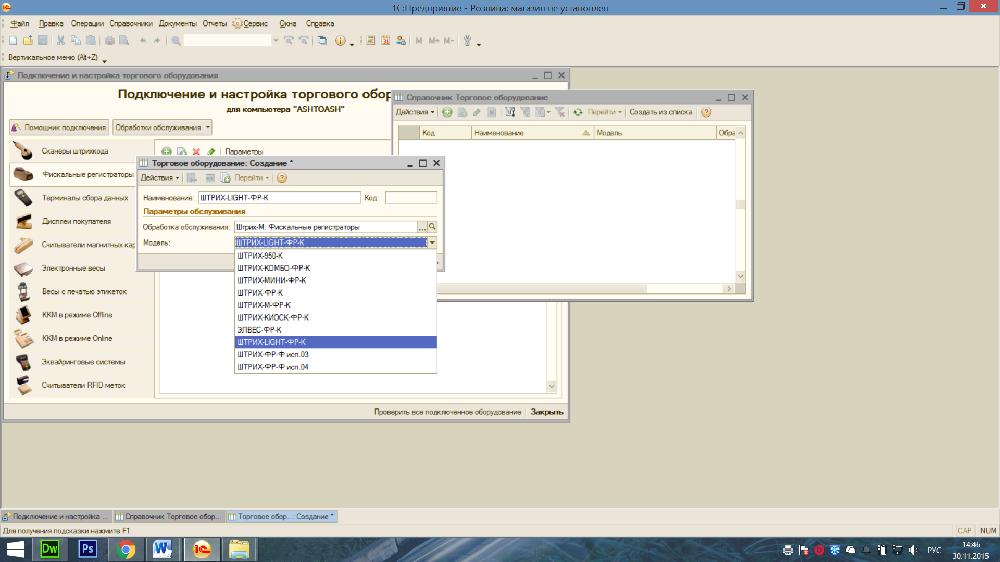 1С:Предприятие - Розница: магазин не установлен
Файл Правка Операции Справочники Документы Отчеты Сервис Окна Справка
M M+ M-
Вертикальное меню (Alt+Z)
Подключение и настройка торгового оборудования
Подключение и настройка торгового обор
для компьютера "ASHTOASH"
Помощник подключения Обработки обслуживания
Сканеры штрихкода
Фискальные регистраторы
Терминалы сбора данных
Дисплеи покупателя
Считыватели магнитных кар
Электронные весы
Весы с печатью этикеток
ККМ в режиме Offline
ККМ в режиме Online
Эквайринговые системы
Считыватели RFID меток
Параметры
Проверить все подключенное оборудование Закрыть
Справочник Торговое оборудование
Действия Перейти Создать из списка
Код Наименование Модель Обра
Торговое оборудование: Создание *
Действия Перейти
Наименование: ШТРИХ-LIGHT-ФР-К Код:
Параметры обслуживания
Обработка обслуживания: Штрих-М: Фискальные регистраторы ...
Модель: ШТРИХ-LIGHT-ФР-К
ШТРИХ-950-К
ШТРИХ-КОМБО-ФР-К
ШТРИХ-МИНИ-ФР-К
ШТРИХ-ФР-К
ШТРИХ-М-ФР-К
ШТРИХ-КИОСК-ФР-К
ЭЛВЕС-ФР-К
ШТРИХ-LIGHT-ФР-К
ШТРИХ-ФР-Ф исп.03
ШТРИХ-ФР-Ф исп.04
Подключение и настройка ... Справочник Торговое обор... Торговое обор...: Создание *
Для получения подсказки нажмите F1
CAP NUM
Dw Ps W 1С
РУС
14:46
30.11.2015